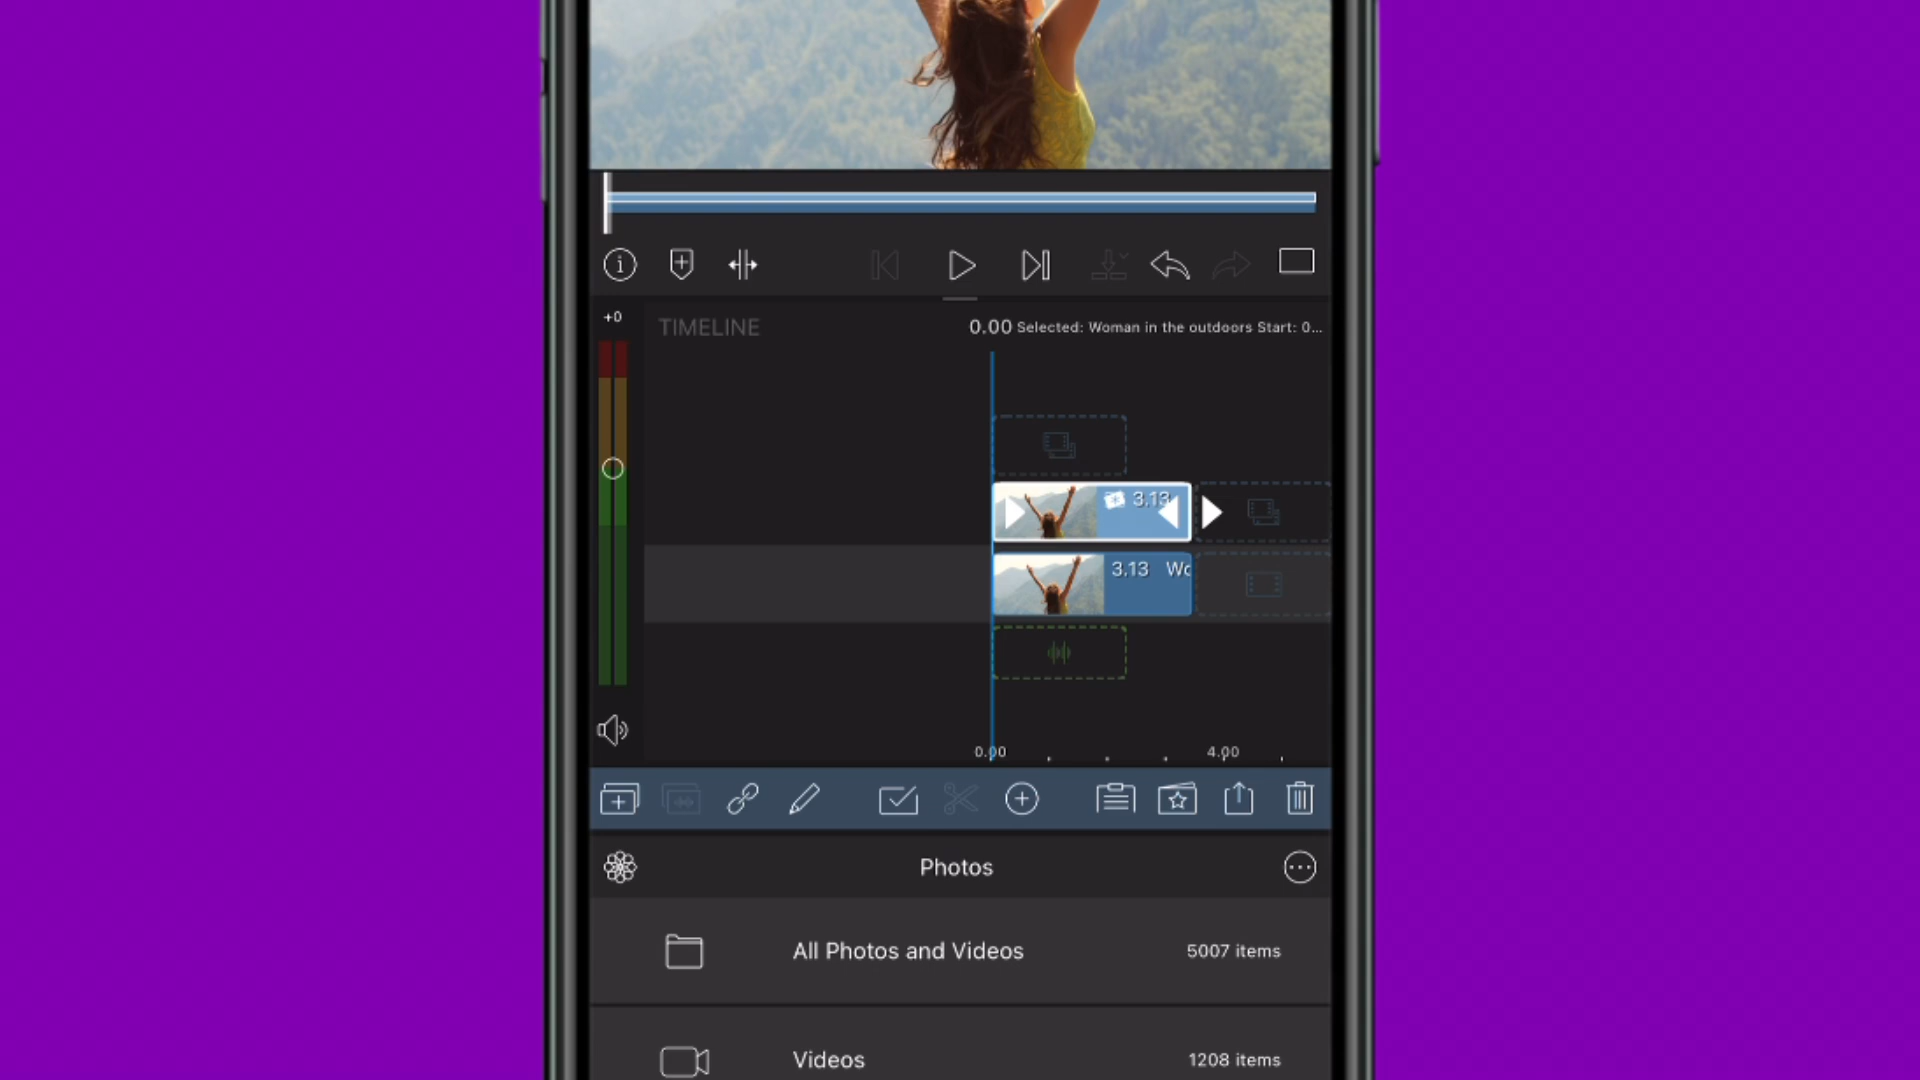 +0
TIMELINE
0.00 Selected: Woman in the outdoors Start: 0...
3.13
3.13 Wo
0.00
4.00
Photos
All Photos and Videos
5007 items
Videos
1208 items